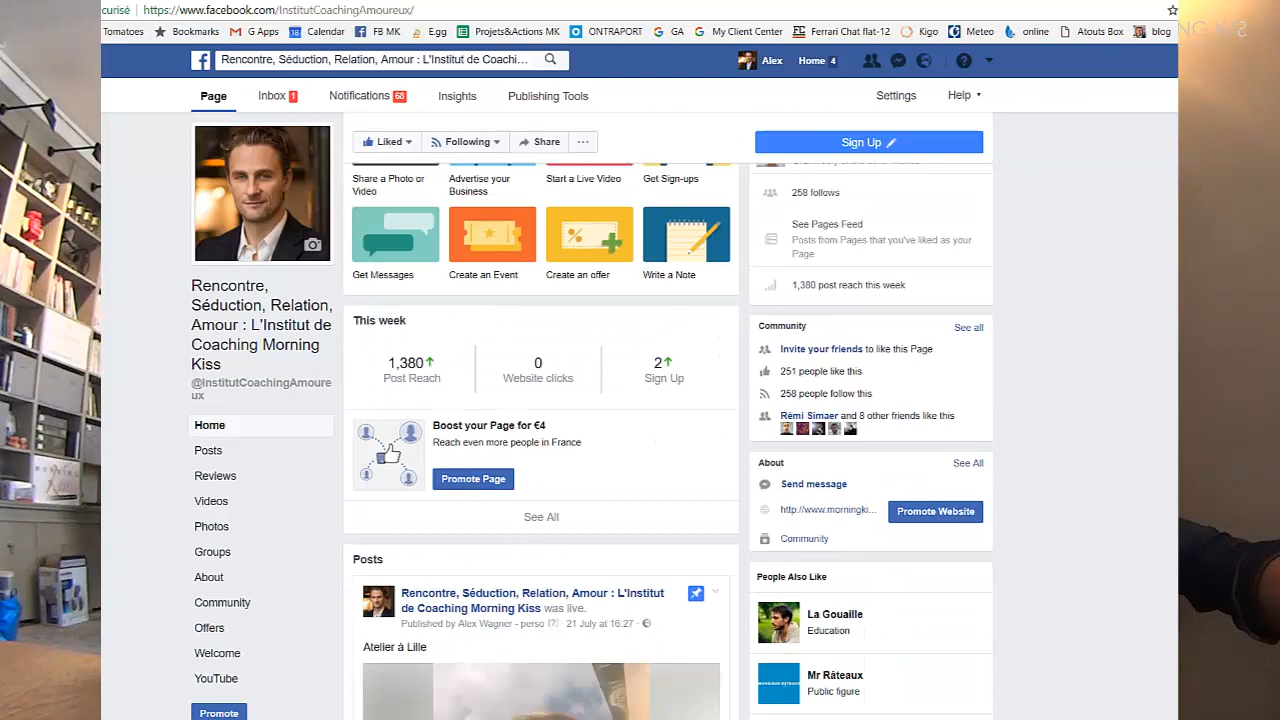 curisé https://www.facebook.com/InstitutCoachingAmoureux/
Tomatoes Bookmarks G Apps 18 Calendar FB MK E.gg Projets&Actions MK ONTRAPORT GA My Client Center Ferrari Chat flat-12 Kigo Meteo online Atouts Box blog
Rencontre, Séduction, Relation, Amour : L'Institut de Coachi... Alex Home 4
Page Inbox 1 Notifications 68 Insights Publishing Tools Settings Help
Liked Following Share ... Sign Up
Share a Photo or Video
Advertise your Business
Start a Live Video
Get Sign-ups
Get Messages
Create an Event
Create an offer
Write a Note
258 follows
See Pages Feed
Posts from Pages that you've liked as your
Page
1,380 post reach this week
Rencontre,
Séduction, Relation,
Amour : L'Institut de
Coaching Morning
Kiss
@InstitutCoachingAmoure
ux
Home
Posts
Reviews
Videos
Photos
Groups
About
Community
Offers
Welcome
YouTube
Promote
This week
1,380 0 2
Post Reach Website clicks Sign Up
Boost your Page for €4
Reach even more people in France
Promote Page
See All
Posts
Rencontre, Séduction, Relation, Amour : L'Institut
de Coaching Morning Kiss was live.
Published by Alex Wagner - perso [?] · 21 July at 16:27 ·
Atelier à Lille
Community See all
Invite your friends to like this Page
251 people like this
258 people follow this
Rémi Simaer and 8 other friends like this
About See All
Send message
http://www.morningki... Promote Website
Community
People Also Like
La Gouaille
Education
Mr Râteaux
Public figure